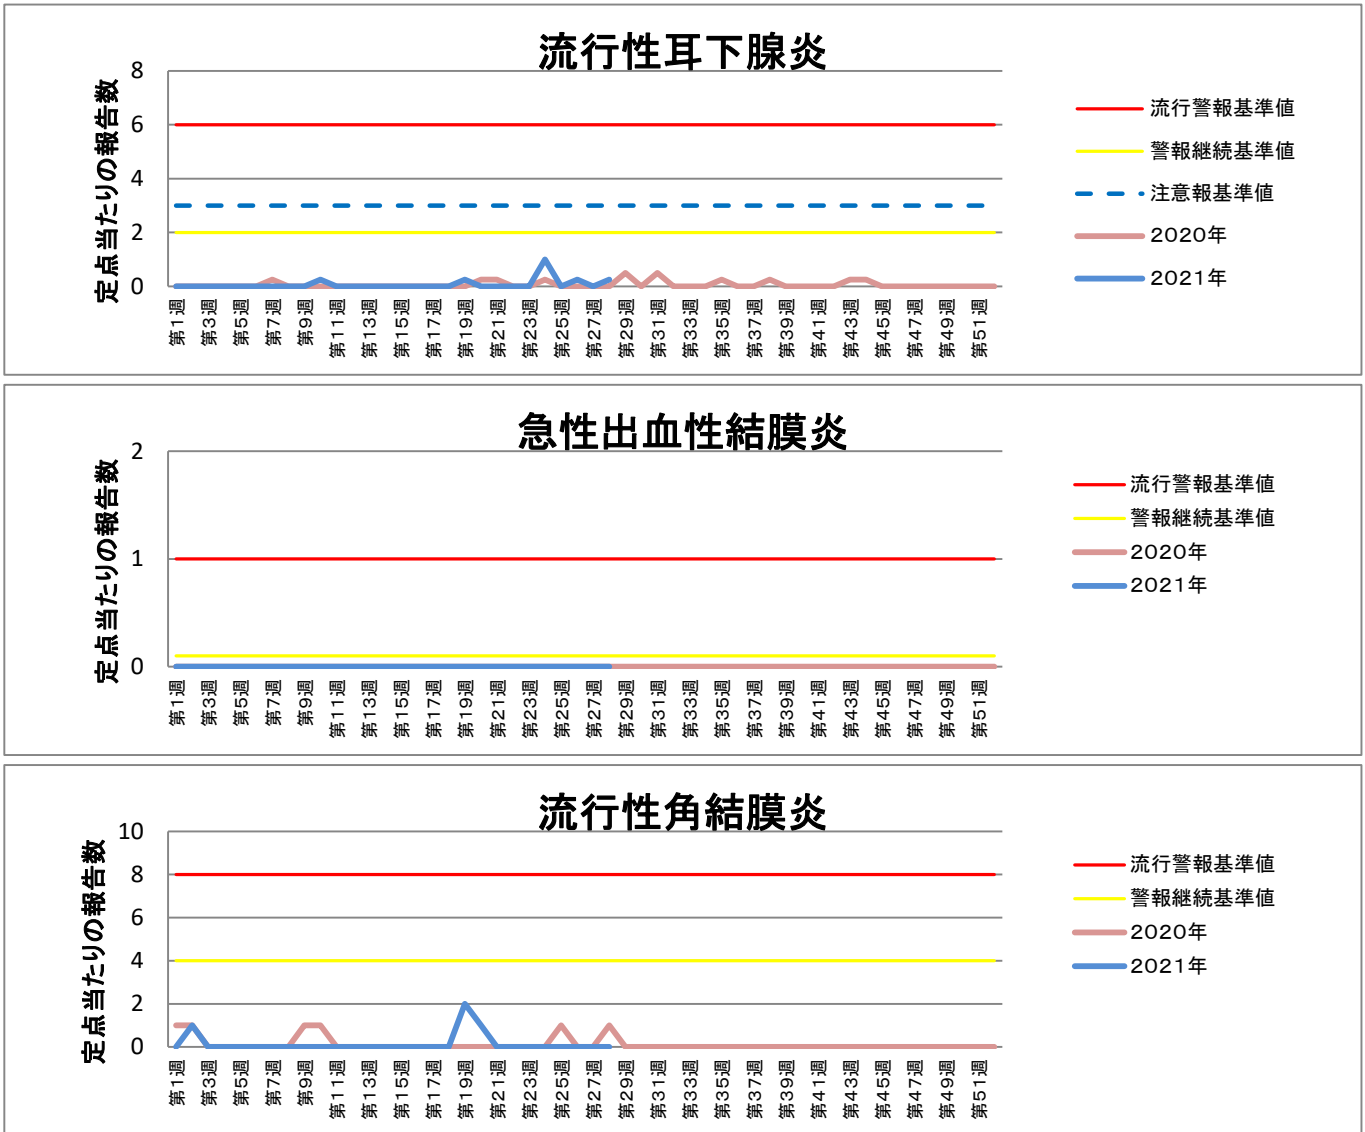 流行性耳下腺炎
定点当たりの報告数
8
6
4
2
0
第1週 第3週 第5週 第7週 第9週 第11週 第13週 第15週 第17週 第19週 第21週 第23週 第25週 第27週 第29週 第31週 第33週 第35週 第37週 第39週 第41週 第43週 第45週 第47週 第49週 第51週
流行警報基準値
警報継続基準値
注意報基準値
2020年
2021年
急性出血性結膜炎
定点当たりの報告数
2
1
0
第1週 第3週 第5週 第7週 第9週 第11週 第13週 第15週 第17週 第19週 第21週 第23週 第25週 第27週 第29週 第31週 第33週 第35週 第37週 第39週 第41週 第43週 第45週 第47週 第49週 第51週
流行警報基準値
警報継続基準値
2020年
2021年
流行性角結膜炎
定点当たりの報告数
10
8
6
4
2
0
第1週 第3週 第5週 第7週 第9週 第11週 第13週 第15週 第17週 第19週 第21週 第23週 第25週 第27週 第29週 第31週 第33週 第35週 第37週 第39週 第41週 第43週 第45週 第47週 第49週 第51週
流行警報基準値
警報継続基準値
2020年
2021年